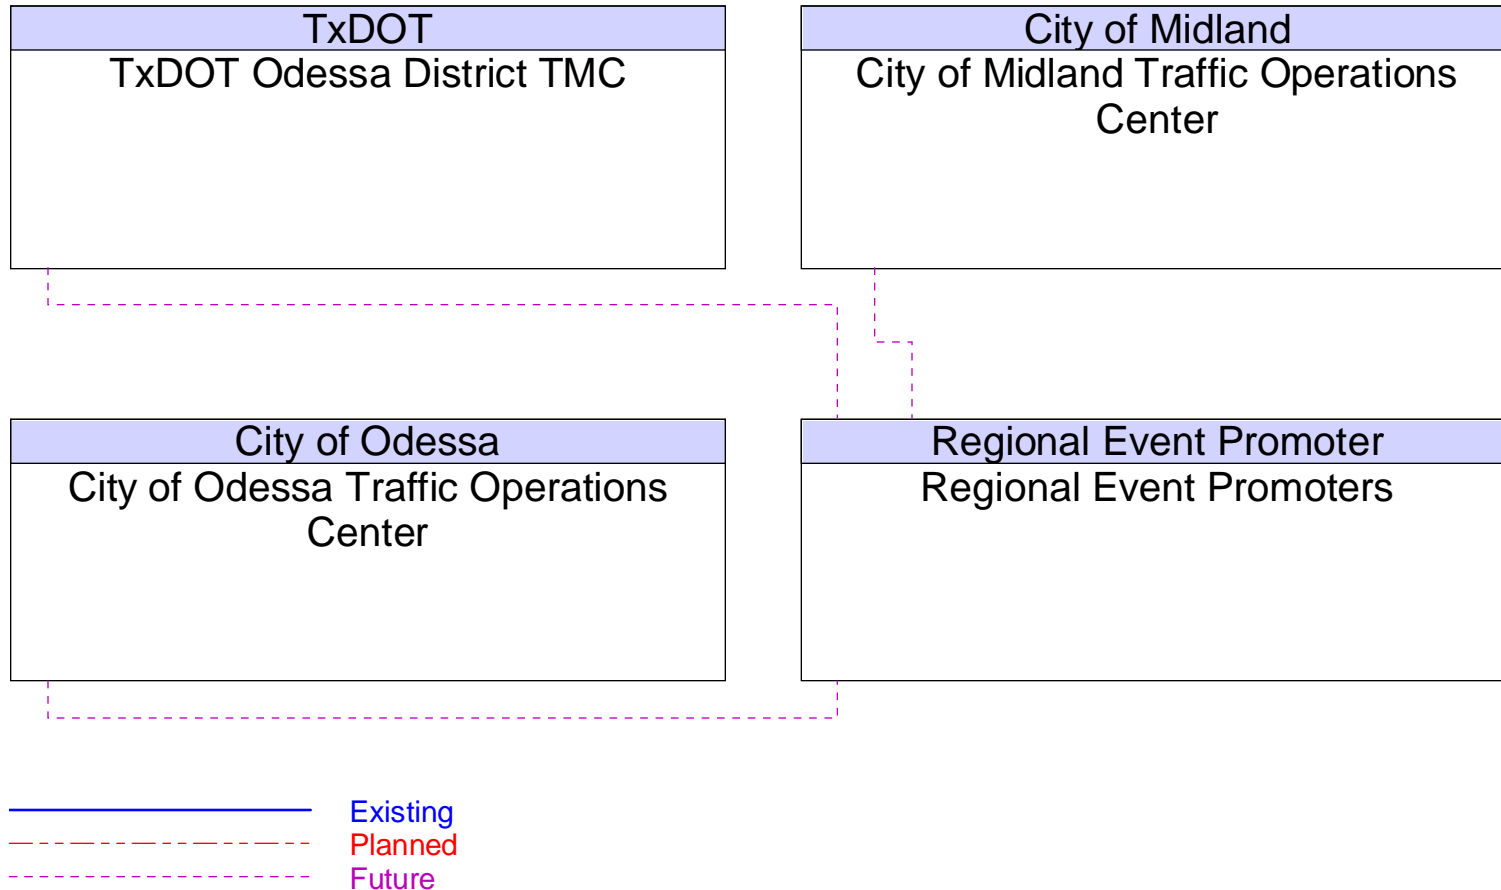 TxDOT
TxDOT Odessa District TMC
City of Midland
City of Midland Traffic Operations
Center
City of Odessa
City of Odessa Traffic Operations
Center
Regional Event Promoter
Regional Event Promoters
Existing
Planned
Future